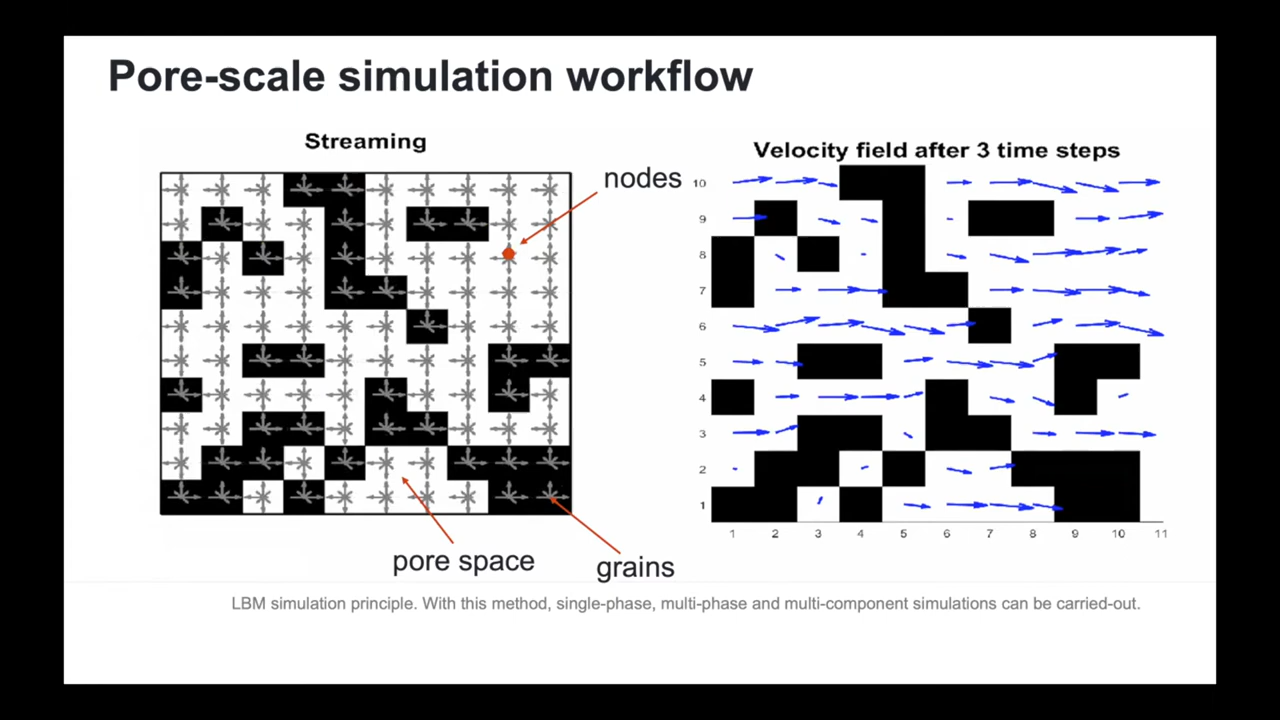 Pore-scale simulation workflow
Streaming
nodes
pore space
grains
Velocity field after 3 time steps
10
9
8
7
6
5
4
3
2
1
1 2 3 4 5 6 7 8 9 10 11
LBM simulation principle. With this method, single-phase, multi-phase and multi-component simulations can be carried-out.